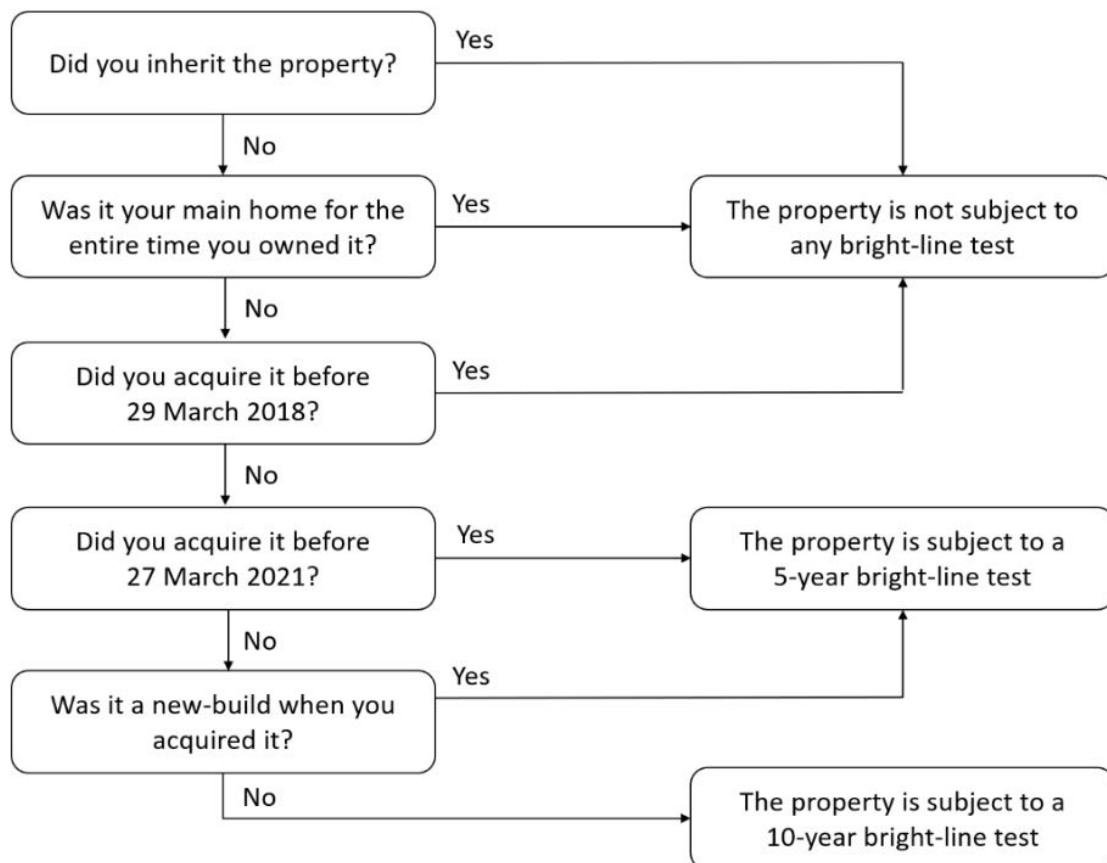 Did you inherit the property?
Yes
No
Was it your main home for the
entire time you owned it?
Yes
The property is not subject to
any bright-line test
No
Did you acquire it before
29 March 2018?
Yes
No
Did you acquire it before
27 March 2021?
Yes
The property is subject to a
5-year bright-line test
No
Was it a new-build when you
acquired it?
Yes
No
The property is subject to a
10-year bright-line test